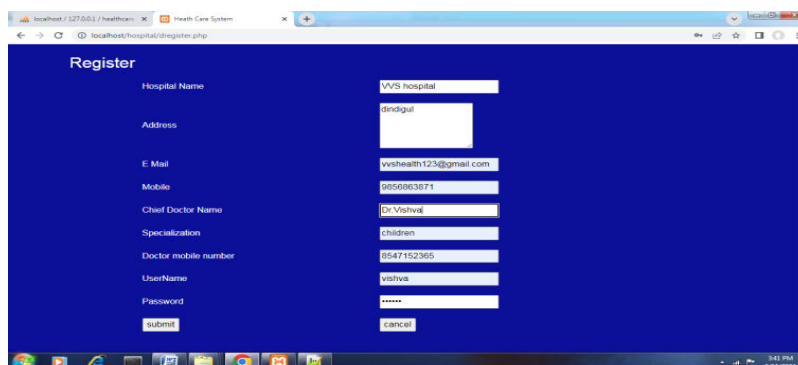 localhost / 127.0.0.1 / healthcare
Heath Care System
localhost/hospital/dregister.php
Register
Hospital Name VVS hospital
Address dindigul
E Mail vvshealth123@gmail.com
Mobile 9856863871
Chief Doctor Name Dr.Vishva
Specialization children
Doctor mobile number 8547152365
UserName vishva
Password ••••••
submit cancel
3:41 PM